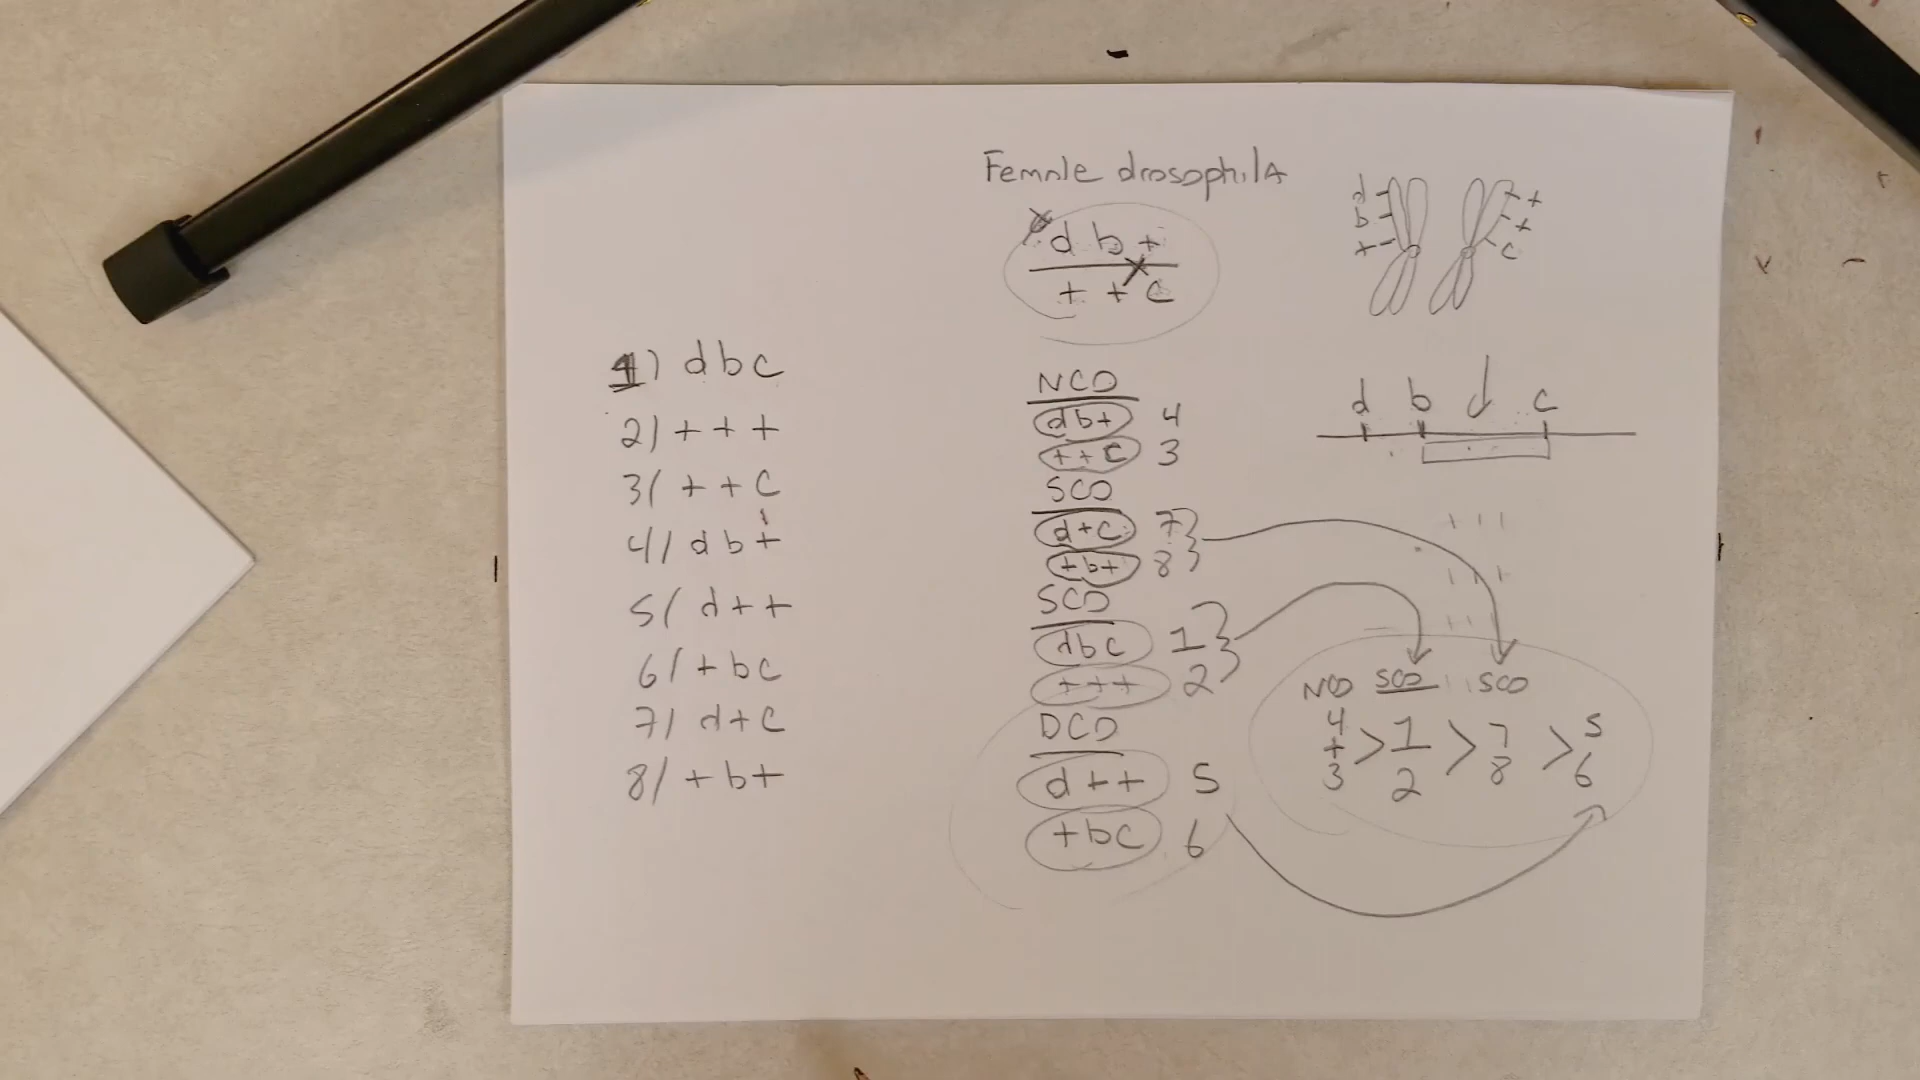 Female drosophila
d b +
+ + c
d
b
+
+
+
c
1) d b c
2) + + +
3) + + c
4) d b +
5) d + +
6) + b c
7) d + c
8) + b +
NCO
d b + 4
+ + c 3
SCO
d + c 7
+ b + 8
SCO
d b c 1
+ + + 2
DCO
d + + 5
+ b c 6
d b c
NCO SCO SCO
4 + 3 > 1 2 > 7 8 > 5 6